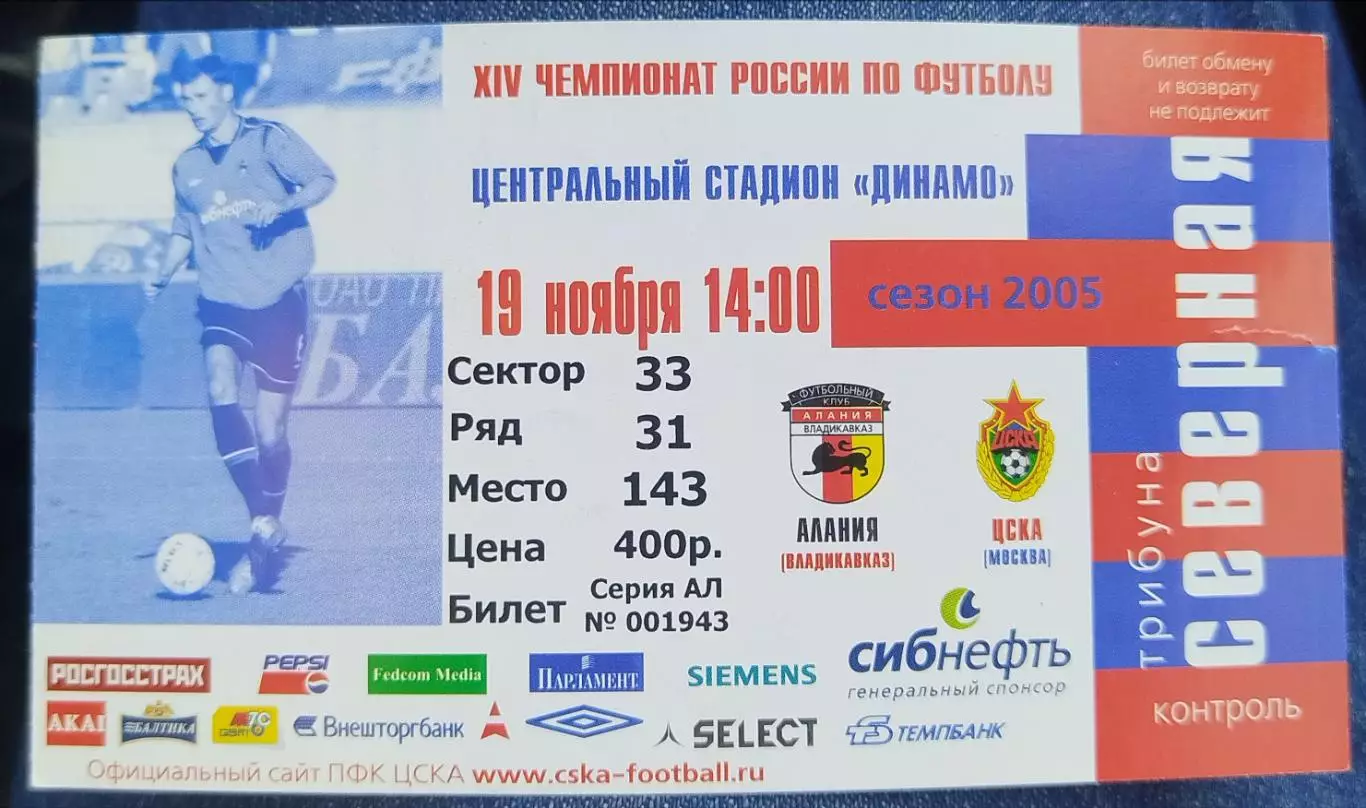 XIV ЧЕМПИОНАТ РОССИИ ПО ФУТБОЛУ
билет обмену
и возврату
не подлежит
ЦЕНТРАЛЬНЫЙ СТАДИОН «ДИНАМО»
19 ноября 14:00
сезон 2005
Сектор 33
Ряд 31
Место 143
Цена 400р.
Билет Серия АЛ
№ 001943
ФУТБОЛЬНЫЙ
КЛУБ
АЛАНИЯ
ВЛАДИКАВКАЗ
АЛАНИЯ
(ВЛАДИКАВКАЗ)
ЦСКА
ЦСКА
(МОСКВА)
трибуна
северная
контроль
сибнефть
генеральный спонсор
РОСГОССТРАХ
PEPSI
Fedcom Media
ПАРЛАМЕНТ
SIEMENS
AKAI
БАЛТИКА
Внешторгбанк
SELECT
ТЕМПБАНК
Официальный сайт ПФК ЦСКА www.cska-football.ru